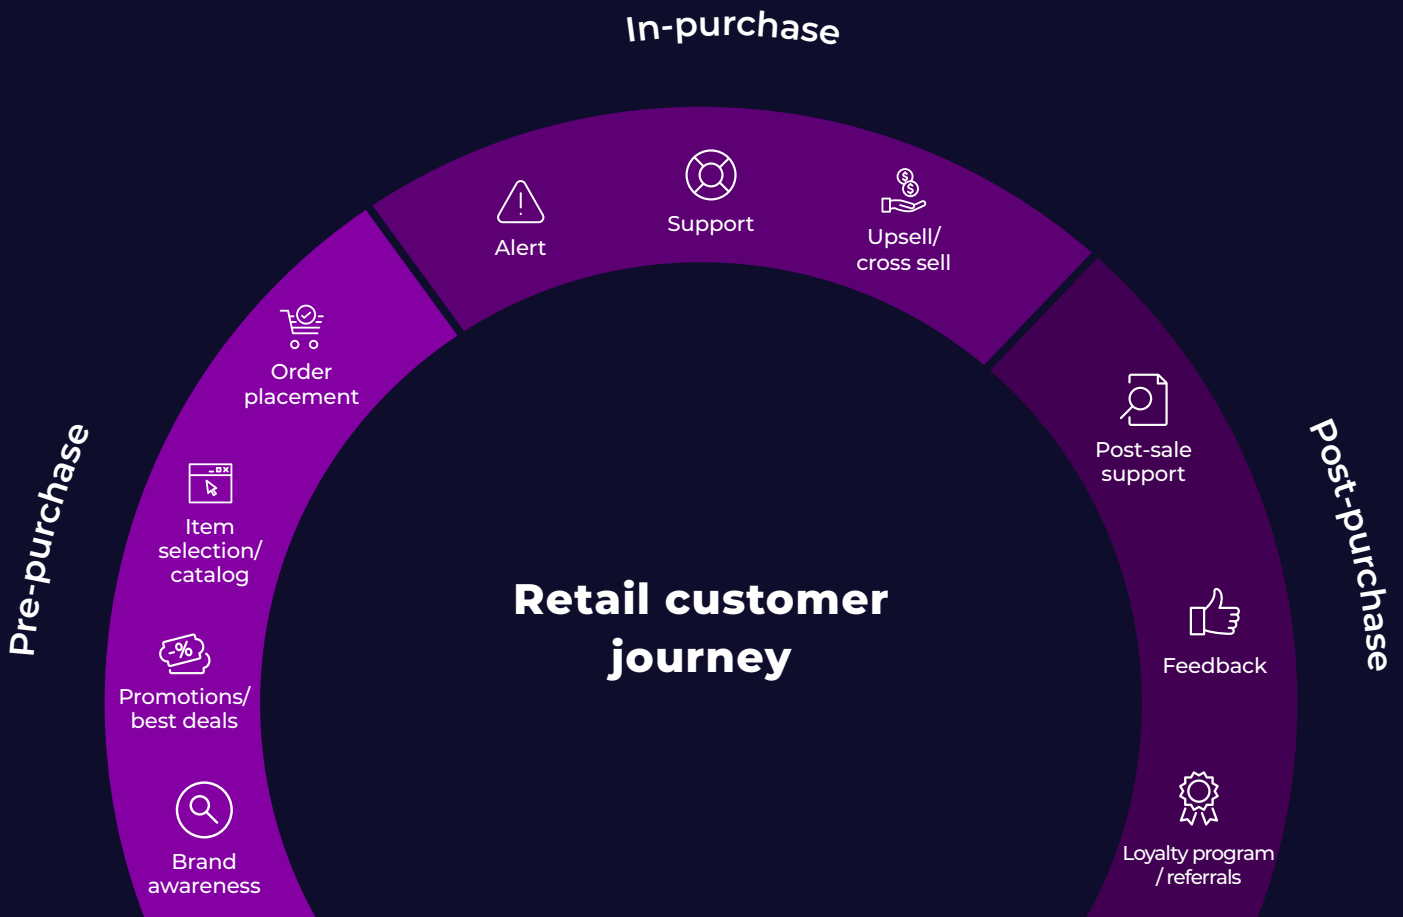 In-purchase
Alert
Support
Upsell/
cross sell
Pre-purchase
Order
placement
Item
selection/
catalog
-%
Promotions/
best deals
Brand
awareness
Retail customer
journey
Post-purchase
$
$
Post-sale
support
Feedback
Loyalty program
/ referrals